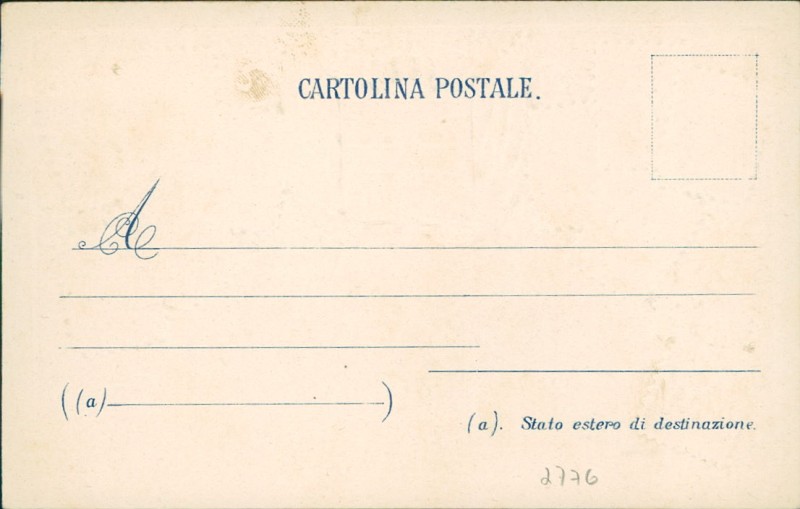 CARTOLINA POSTALE.
A
((a) )
(a). Stato estero di destinazione.
2776